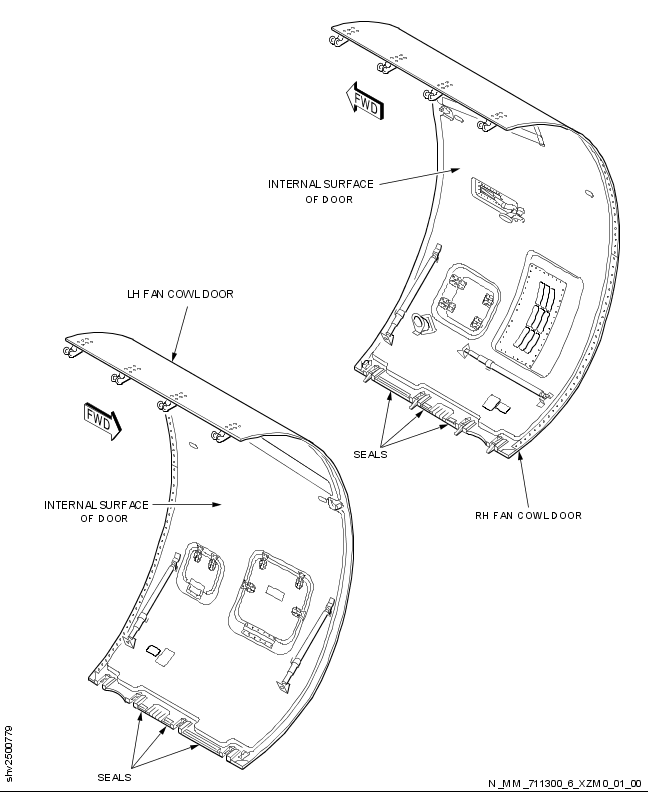 FWD
INTERNAL SURFACE
OF DOOR
LH FAN COWL DOOR
FWD
SEALS
INTERNAL SURFACE
OF DOOR
RH FAN COWL DOOR
SEALS
shv2500779
N_MM_711300_6_XZM0_01_00